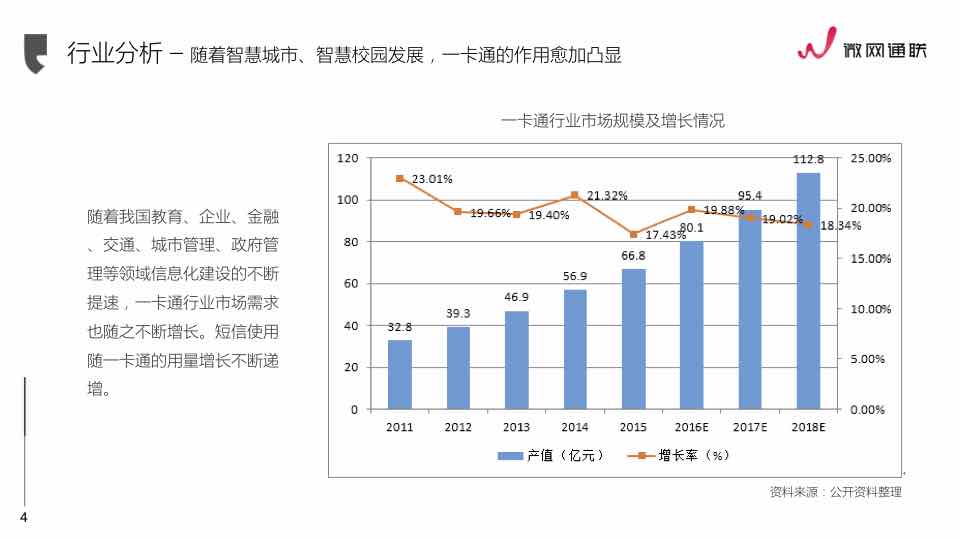 行业分析 – 随着智慧城市、智慧校园发展，一卡通的作用愈加凸显
微网通联
一卡通行业市场规模及增长情况
随着我国教育、企业、金融
、交通、城市管理、政府管
理等领域信息化建设的不断
提速，一卡通行业市场需求
也随之不断增长。短信使用
随一卡通的用量增长不断递
增。
120
100
80
60
40
20
0
25.00%
20.00%
15.00%
10.00%
5.00%
0.00%
23.01%
19.66%
19.40%
21.32%
17.43%
19.88%
19.02%
18.34%
32.8
39.3
46.9
56.9
66.8
80.1
95.4
112.8
2011 2012 2013 2014 2015 2016E 2017E 2018E
产值（亿元） 增长率（%）
资料来源：公开资料整理
4